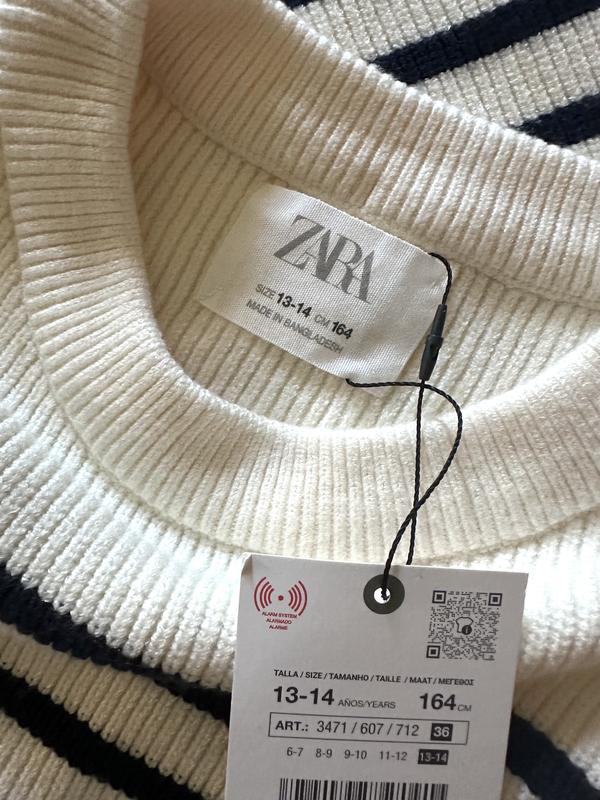 ZARA
SIZE 13-14 CM 164
MADE IN BANGLADESH
ALARM SYSTEM
ALARMADO
ALARME
TALLA / SIZE / TAMANHO / TAILLE / MAAT / ΜΕΓΕΘΟΣ
13-14 AÑOS/YEARS 164 CM
ART.: 3471 / 607 / 712 36
6-7 8-9 9-10 11-12 13-14